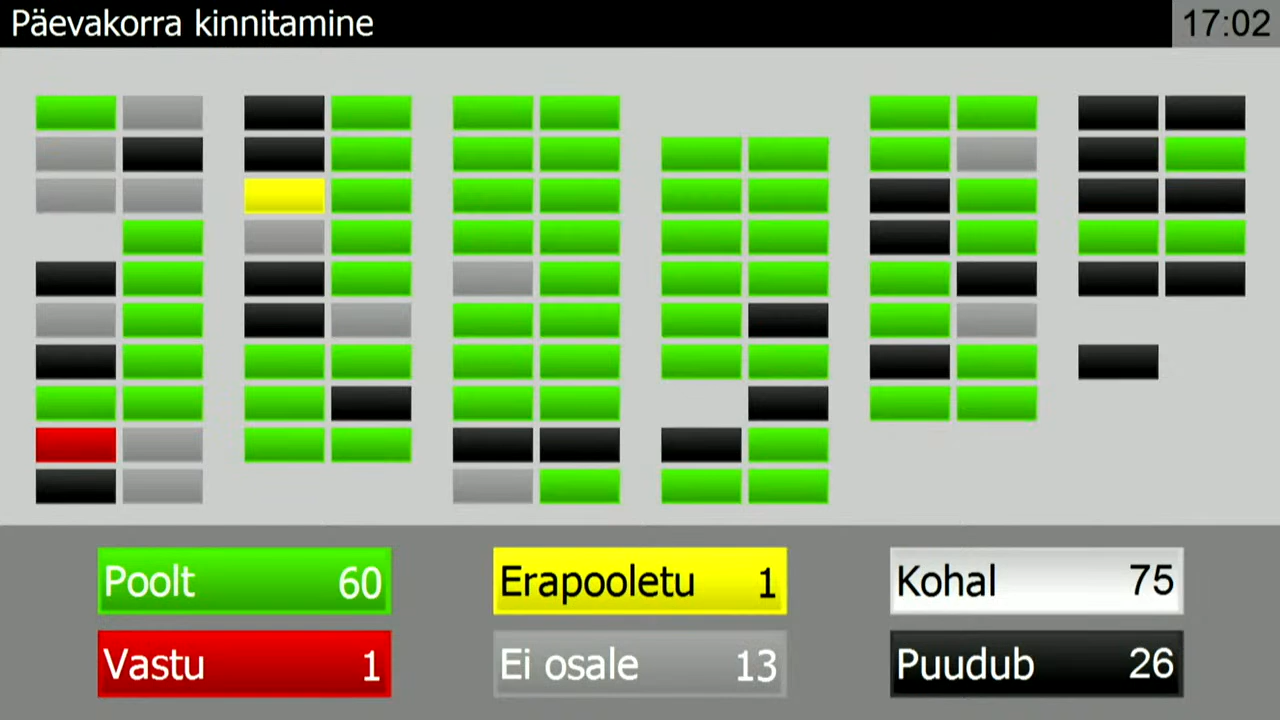 Päevakorra kinnitamine 17:02
Poolt 60 Erapooletu 1 Kohal 75
Vastu 1 Ei osale 13 Puudub 26